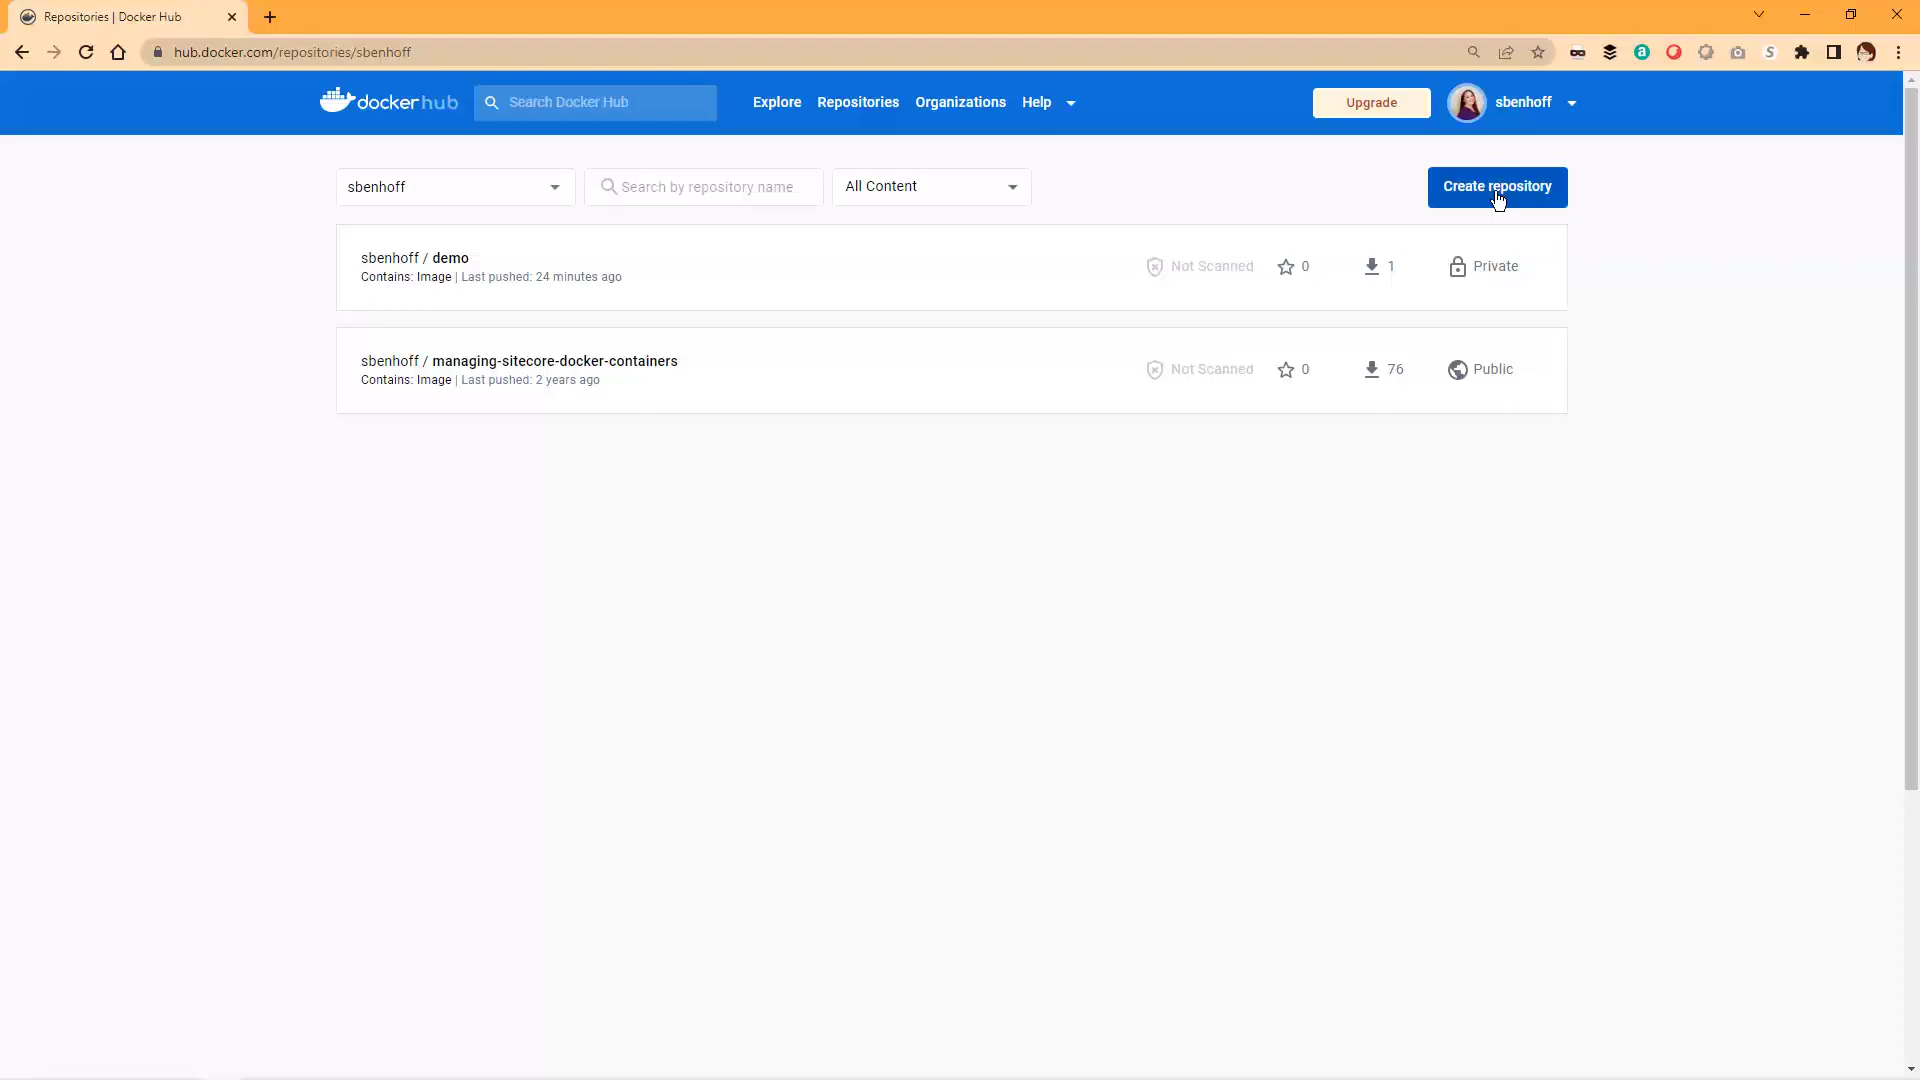 Repositories | Docker Hub
hub.docker.com/repositories/sbenhoff
docker hub
Search Docker Hub
Explore
Repositories
Organizations
Help
Upgrade
sbenhoff
sbenhoff
Search by repository name
All Content
Create repository
sbenhoff / demo
Contains: Image | Last pushed: 24 minutes ago
Not Scanned
0
1
Private
sbenhoff / managing-sitecore-docker-containers
Contains: Image | Last pushed: 2 years ago
Not Scanned
0
76
Public